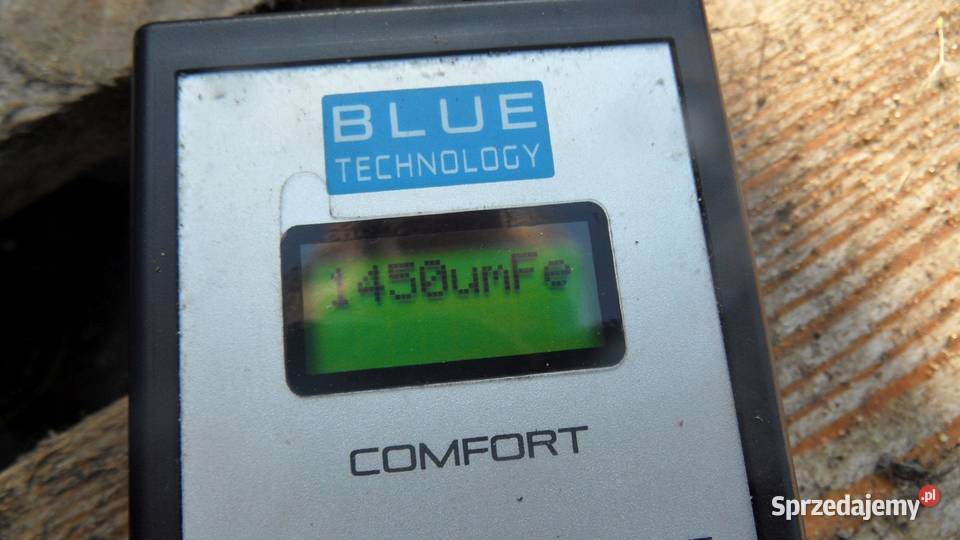 BLUE
TECHNOLOGY
1450umFe
COMFORT
Sprzedajemy.pl